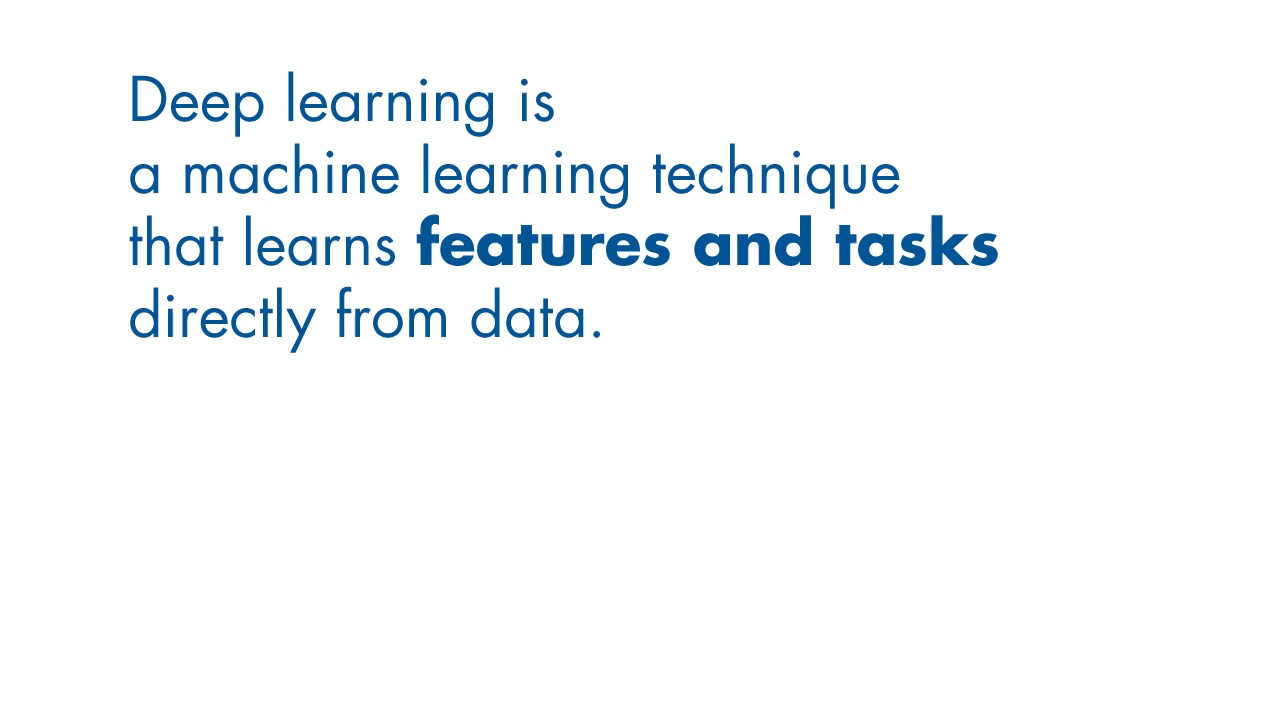 Deep learning is
a machine learning technique
that learns features and tasks
directly from data.